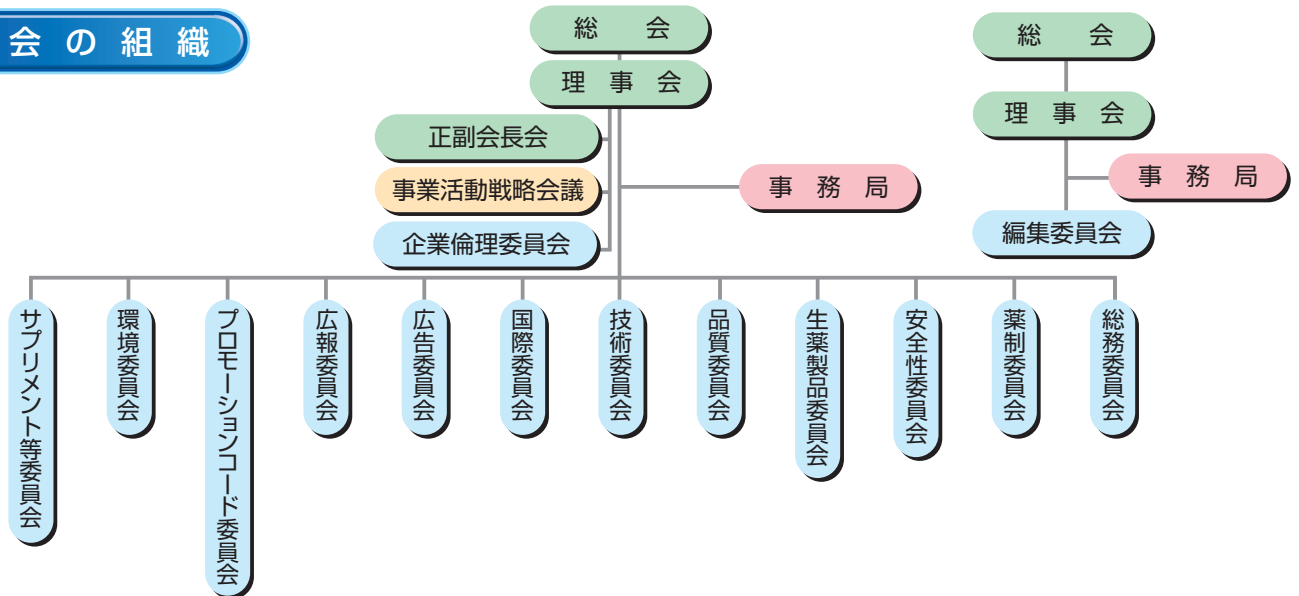 会の組織
総会
理事会
正副会長会
事業活動戦略会議
企業倫理委員会
事務局
サプリメント等委員会
環境委員会
プロモーションコード委員会
広報委員会
広告委員会
国際委員会
技術委員会
品質委員会
生薬製品委員会
安全性委員会
薬制委員会
総務委員会
総会
理事会
事務局
編集委員会